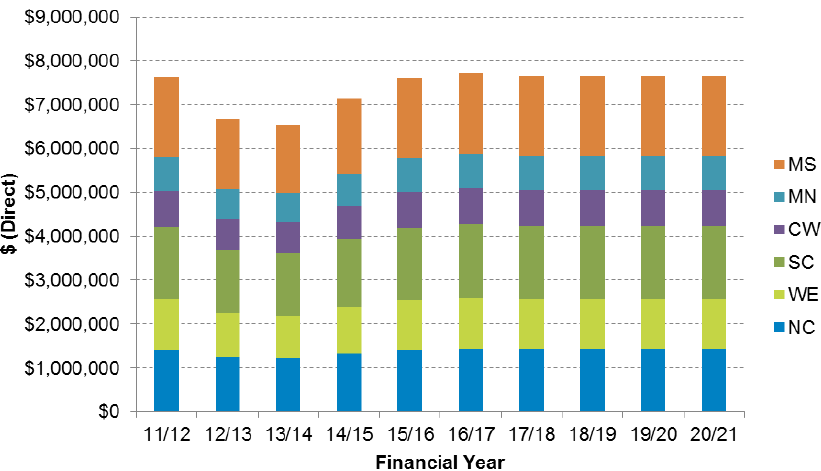 $9,000,000
$8,000,000
$7,000,000
$6,000,000
$5,000,000
$4,000,000
$3,000,000
$2,000,000
$1,000,000
$0
$ (Direct)
11/12 12/13 13/14 14/15 15/16 16/17 17/18 18/19 19/20 20/21
Financial Year
MS
MN
CW
SC
WE
NC